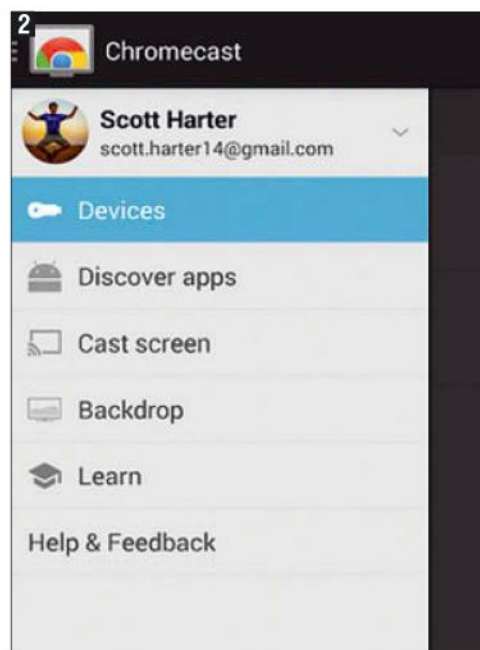 2
Chromecast
Scott Harter
scott.harter14@gmail.com
Devices
Discover apps
Cast screen
Backdrop
Learn
Help & Feedback